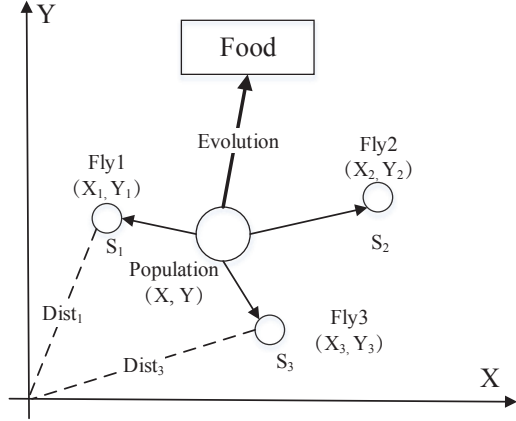 Y
Food
Evolution
Fly1
(X₁, Y₁)
Fly2
(X₂, Y₂)
S₁
S₂
Population
(X, Y)
Fly3
(X₃, Y₃)
Dist₁
S₃
Dist₃
X